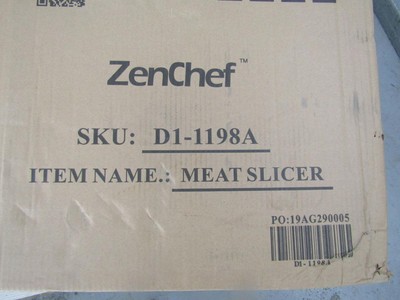 ZenChef™
SKU: D1-1198A
ITEM NAME.: MEAT SLICER
PO:19AG290005
D1-1198A